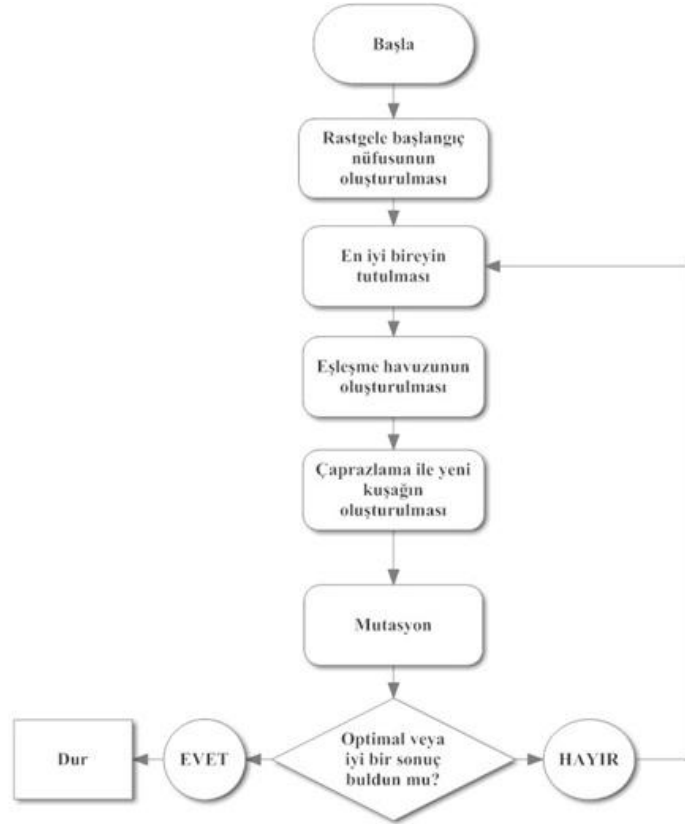 Başla
Rastgele başlangıç
nüfusunun
oluşturulması
En iyi bireyin
tutulması
Eşleşme havuzunun
oluşturulması
Çaprazlama ile yeni
kuşağın
oluşturulması
Mutasyon
Optimal veya
iyi bir sonuç
buldun mu?
Dur
EVET
HAYIR